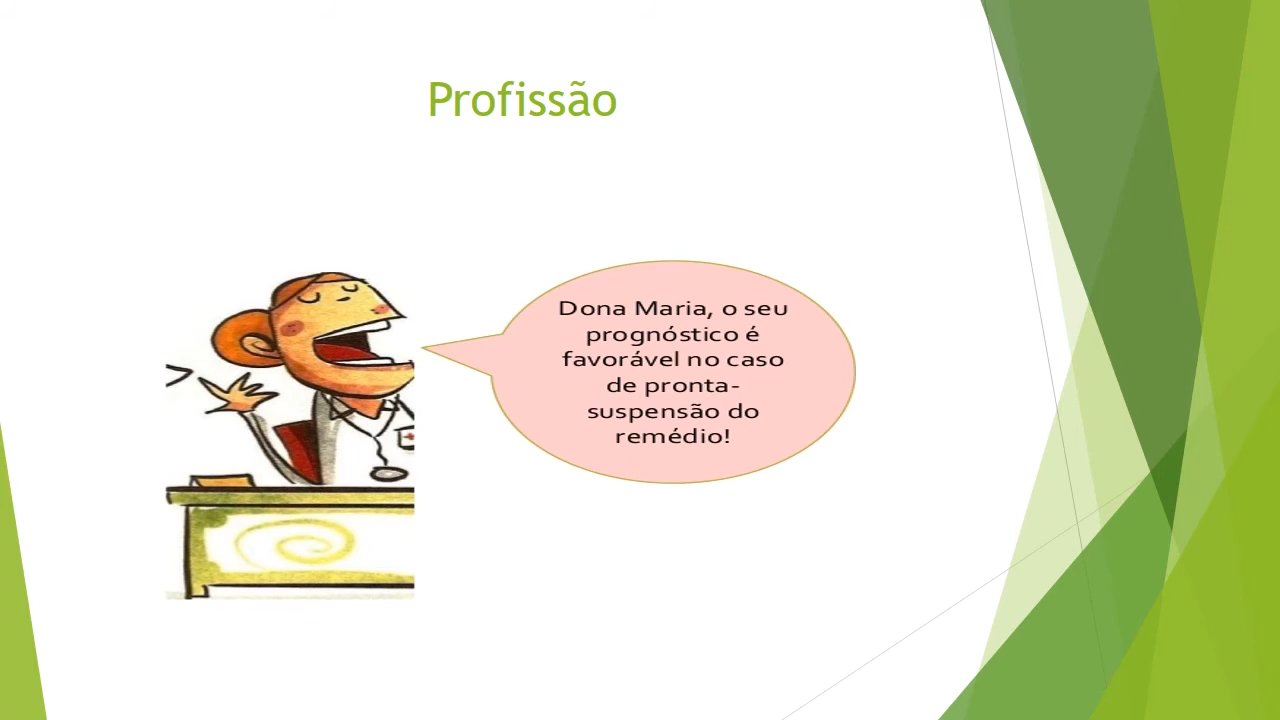 Profissão
Dona Maria, o seu
prognóstico é
favorável no caso
de pronta-
suspensão do
remédio!